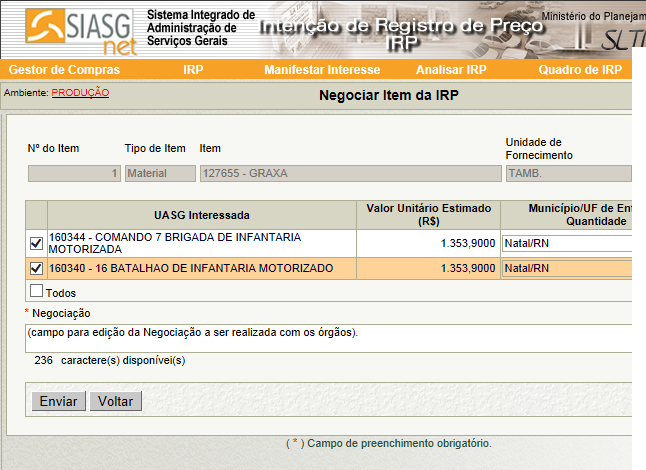 SIASG
net
Sistema Integrado de
Administração de
Serviços Gerais
Intenção de Registro de Preço
IRP
Ministério do Planejam
SLTI
Gestor de Compras IRP Manifestar Interesse Analisar IRP Quadro de IRP
Ambiente: PRODUÇÃO
Negociar Item da IRP
Nº do Item Tipo de Item Item Unidade de
Fornecimento
1 Material 127655 - GRAXA TAMB.
UASG Interessada Valor Unitário Estimado
(R$) Município/UF de En
Quantidade
160344 - COMANDO 7 BRIGADA DE INFANTARIA
MOTORIZADA 1.353,9000 Natal/RN
160340 - 16 BATALHAO DE INFANTARIA MOTORIZADO 1.353,9000 Natal/RN
Todos
* Negociação
(campo para edição da Negociação a ser realizada com os órgãos).
236 caractere(s) disponívei(s)
Enviar Voltar
( * ) Campo de preenchimento obrigatório.